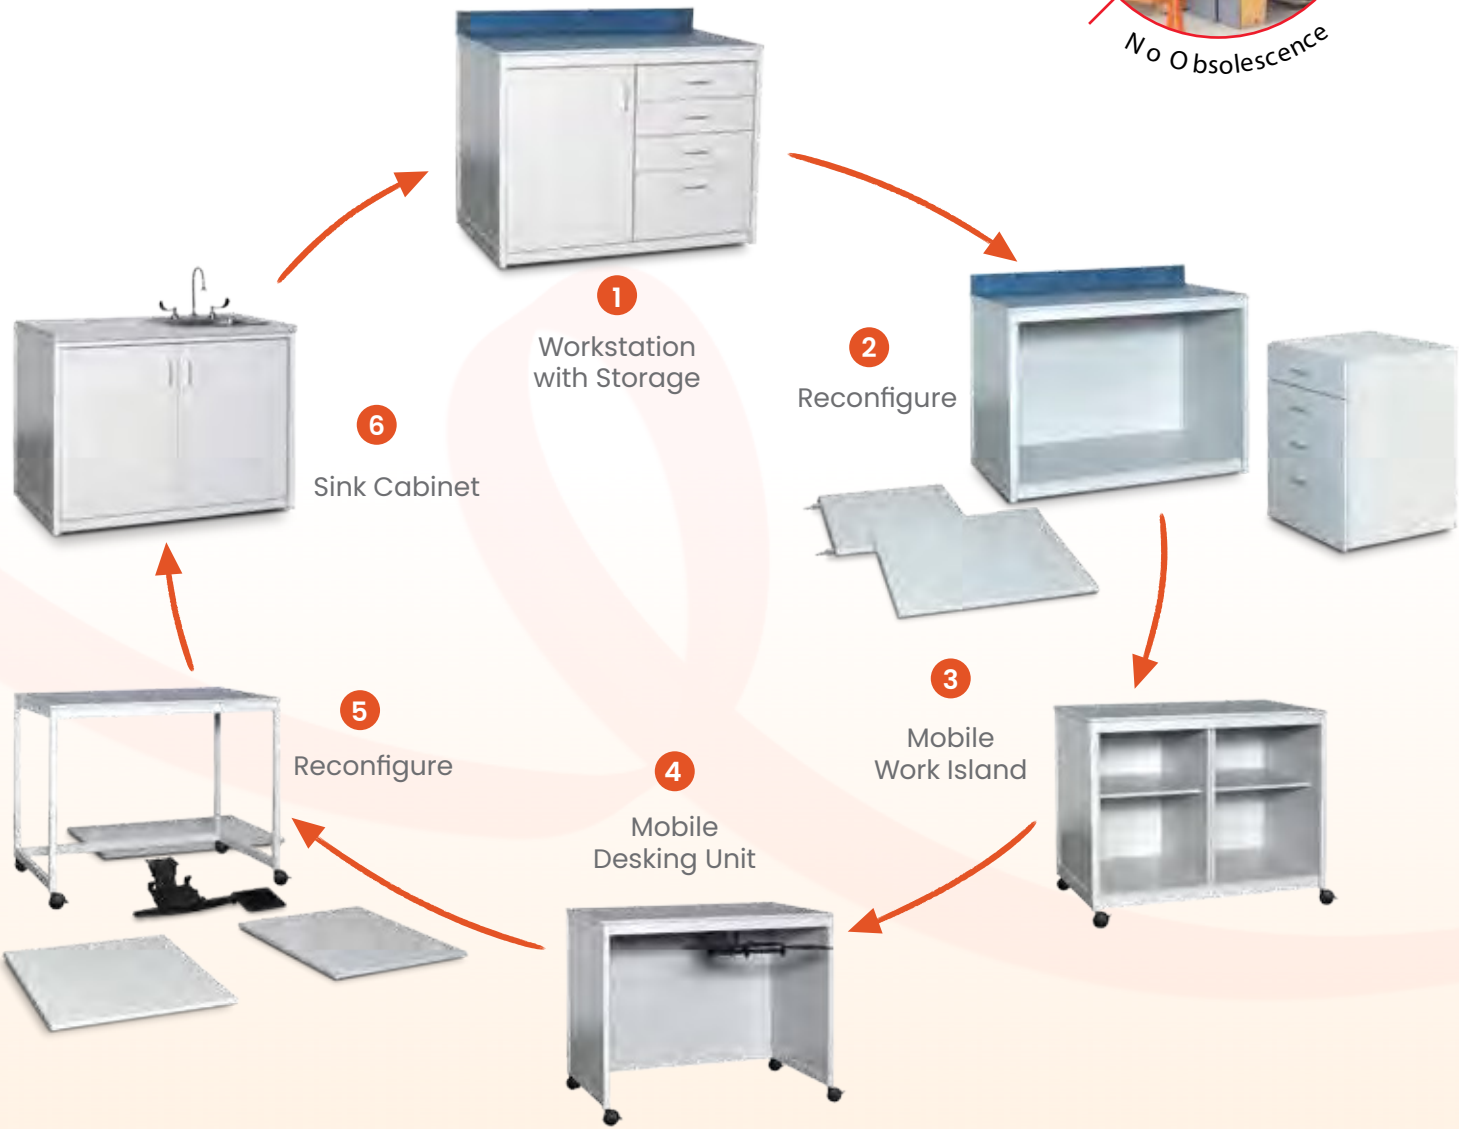 No Obsolescence
1
Workstation
with Storage
2
Reconfigure
3
Mobile
Work Island
4
Mobile
Desking Unit
5
Reconfigure
6
Sink Cabinet